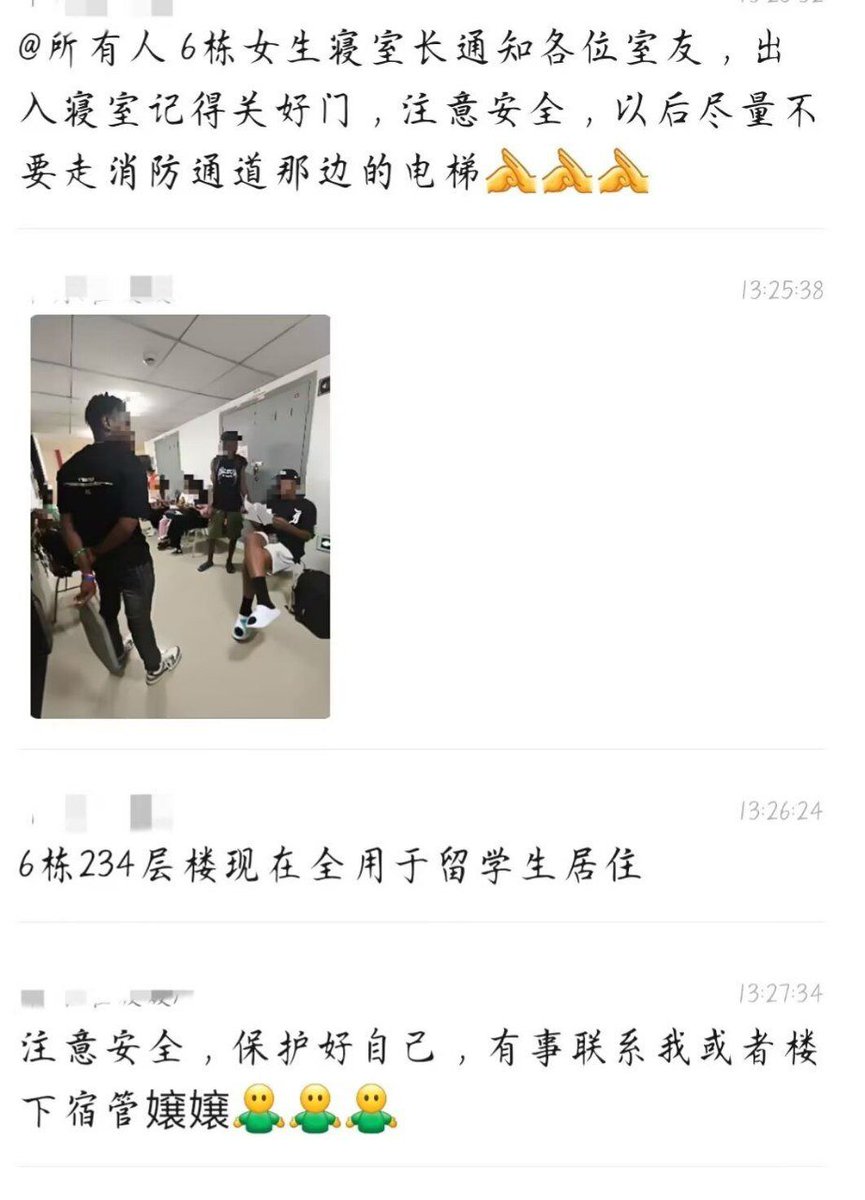 @所有人 6栋女生寝室长通知各位室友，出
入寝室记得关好门，注意安全，以后尽量不
要走消防通道那边的电梯
13:25:38
13:26:24
6栋234层楼现在全用于留学生居住
13:27:34
注意安全，保护好自己，有事联系我或者楼
下宿管嬢嬢